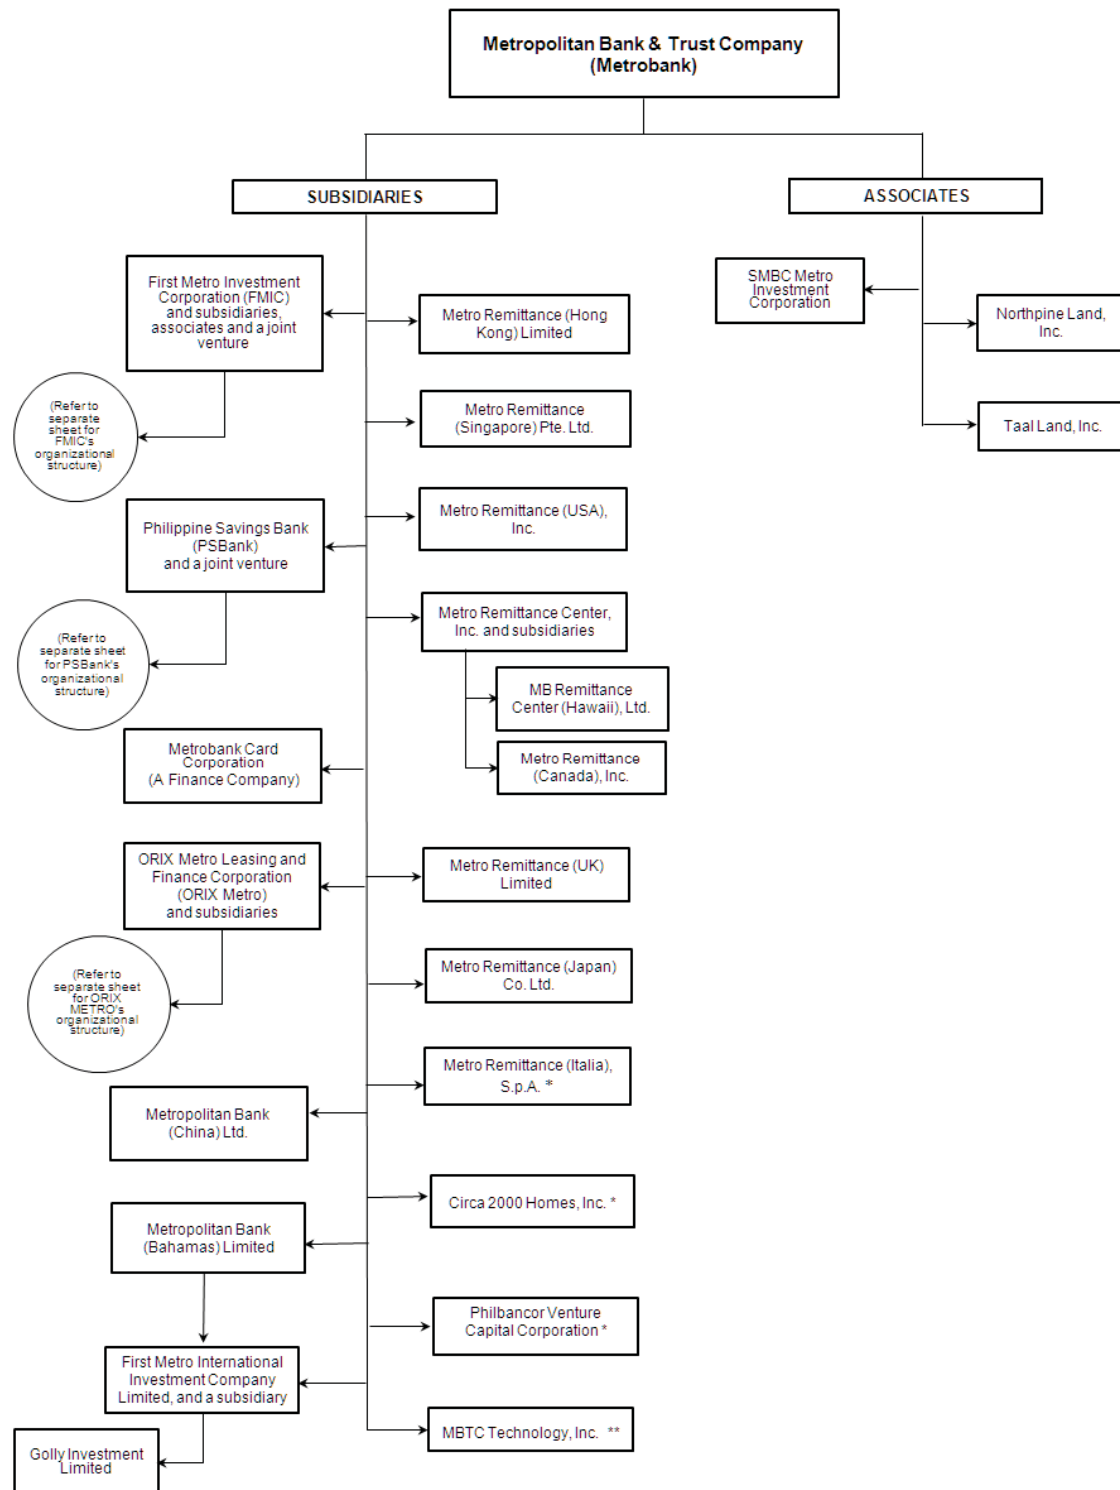 Metropolitan Bank & Trust Company
(Metrobank)
SUBSIDIARIES
ASSOCIATES
First Metro Investment
Corporation (FMIC)
and subsidiaries,
associates and a joint
venture
SMBC Metro
Investment
Corporation
Metro Remittance (Hong
Kong) Limited
Northpine Land,
Inc.
(Refer to
separate
sheet for
FMIC's
organizational
structure)
Metro Remittance
(Singapore) Pte. Ltd.
Taal Land, Inc.
Philippine Savings Bank
(PSBank)
and a joint venture
Metro Remittance (USA),
Inc.
(Refer to
separate sheet
for PSBank's
organizational
structure)
Metro Remittance Center,
Inc. and subsidiaries
MB Remittance
Center (Hawaii), Ltd.
Metro Remittance
(Canada), Inc.
Metrobank Card
Corporation
(A Finance Company)
ORIX Metro Leasing and
Finance Corporation
(ORIX Metro)
and subsidiaries
Metro Remittance (UK)
Limited
(Refer to
separate sheet
for ORIX
METRO's
organizational
structure)
Metro Remittance (Japan)
Co. Ltd.
Metro Remittance (Italia),
S.p.A. *
Metropolitan Bank
(China) Ltd.
Circa 2000 Homes, Inc. *
Metropolitan Bank
(Bahamas) Limited
Philbancor Venture
Capital Corporation *
First Metro International
Investment Company
Limited, and a subsidiary
MBTC Technology, Inc. **
Golly Investment
Limited